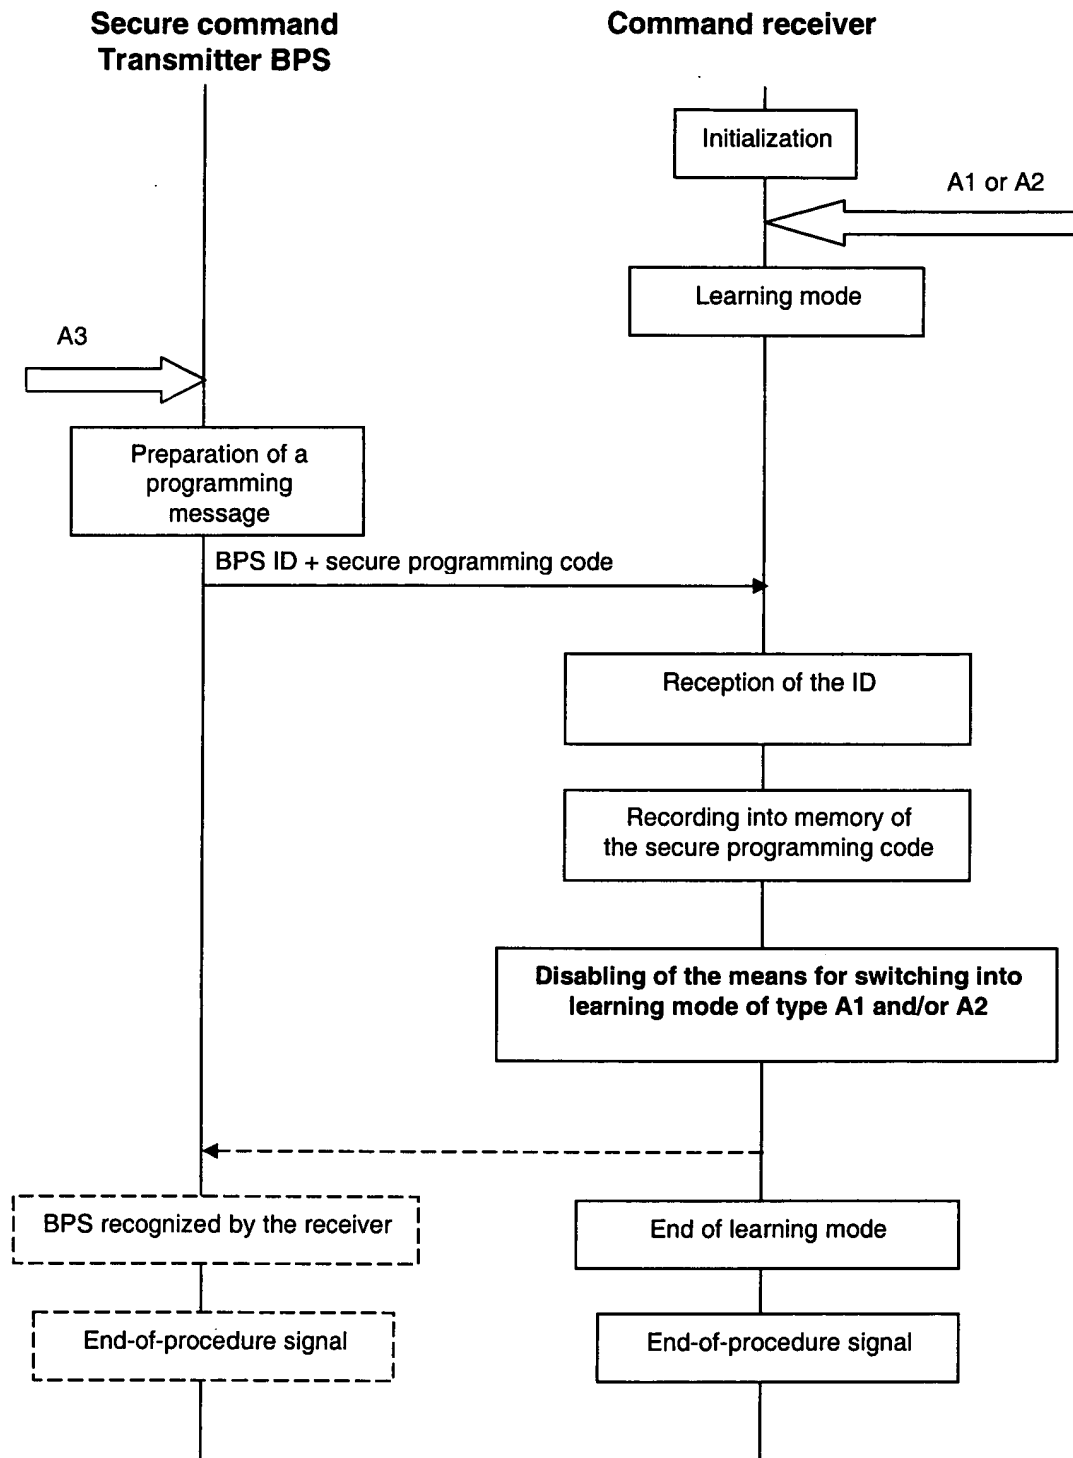 Secure command
Transmitter BPS
Command receiver
Initialization
A1 or A2
Learning mode
A3
Preparation of a
programming
message
BPS ID + secure programming code
Reception of the ID
Recording into memory of
the secure programming code
Disabling of the means for switching into
learning mode of type A1 and/or A2
BPS recognized by the receiver
End of learning mode
End-of-procedure signal
End-of-procedure signal